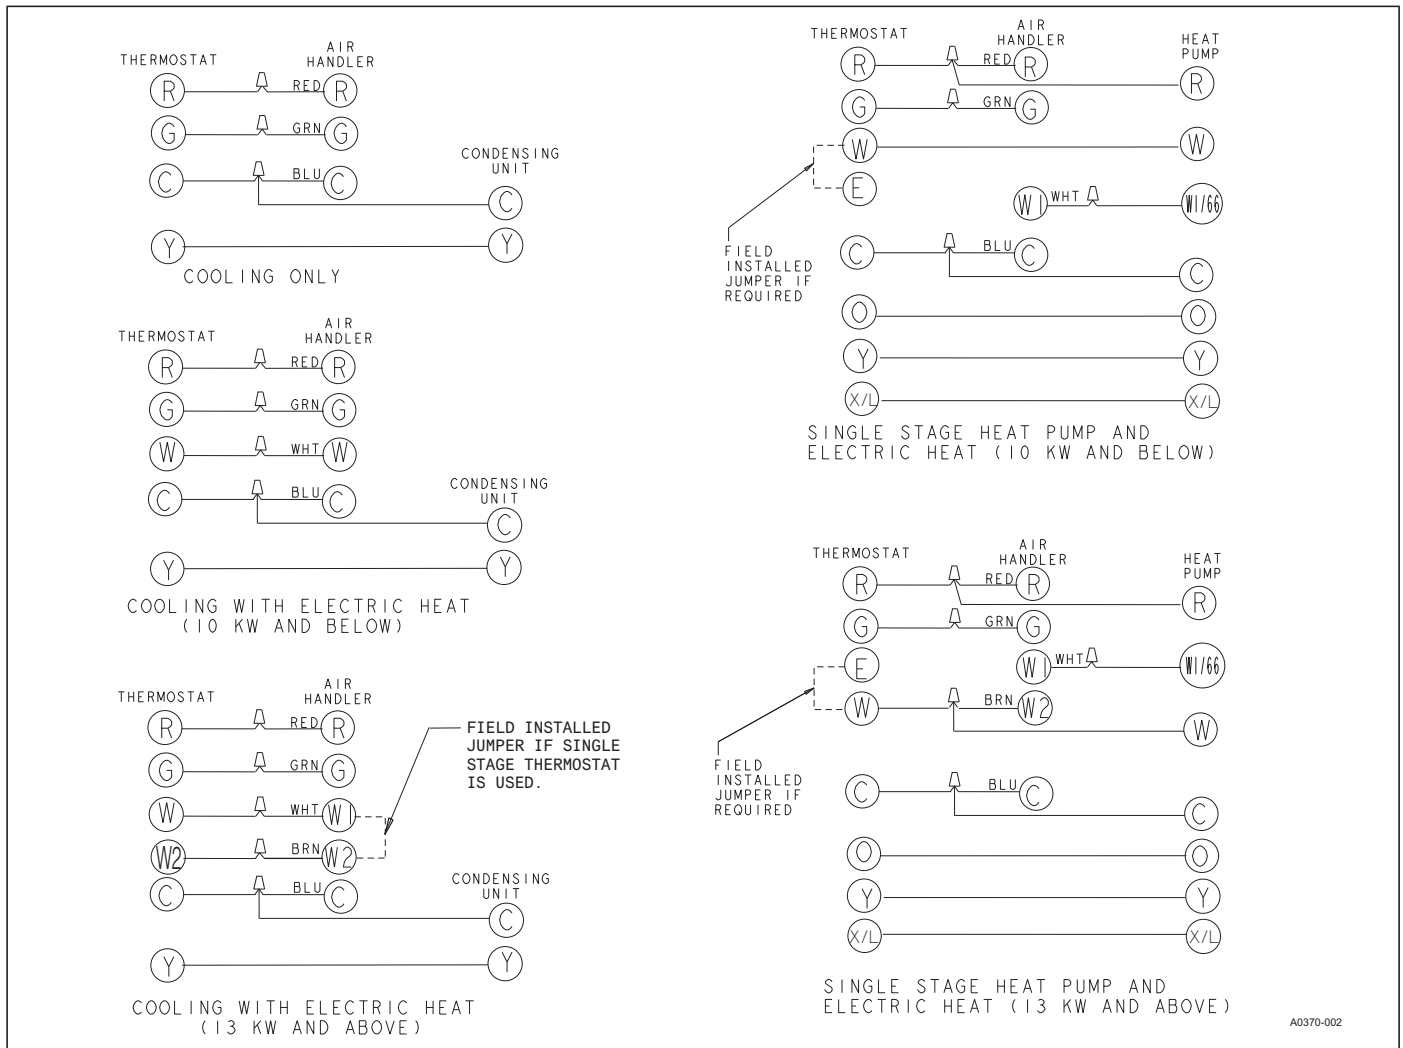 THERMOSTAT
AIR
HANDLER
R RED R
G GRN G
C BLU C
CONDENSING
UNIT
C
Y Y
COOLING ONLY
THERMOSTAT
AIR
HANDLER
R RED R
G GRN G
W WHT W
C BLU C
CONDENSING
UNIT
C
Y Y
COOLING WITH ELECTRIC HEAT
(10 KW AND BELOW)
THERMOSTAT
AIR
HANDLER
R RED R
G GRN G
W WHT W1
W2 BRN W2
C BLU C
FIELD INSTALLED
JUMPER IF SINGLE
STAGE THERMOSTAT
IS USED.
CONDENSING
UNIT
C
Y Y
COOLING WITH ELECTRIC HEAT
(13 KW AND ABOVE)
THERMOSTAT
AIR
HANDLER
HEAT
PUMP
R RED R
R
G GRN G
W W
E
W1 WHT W1/66
FIELD
INSTALLED
JUMPER IF
REQUIRED
C BLU C
C
O O
Y Y
X/L X/L
SINGLE STAGE HEAT PUMP AND
ELECTRIC HEAT (10 KW AND BELOW)
THERMOSTAT
AIR
HANDLER
HEAT
PUMP
R RED R
R
G GRN G
E W1 WHT W1/66
W BRN W2
W
FIELD
INSTALLED
JUMPER IF
REQUIRED
C BLU C
C
O O
Y Y
X/L X/L
SINGLE STAGE HEAT PUMP AND
ELECTRIC HEAT (13 KW AND ABOVE)
A0370-002